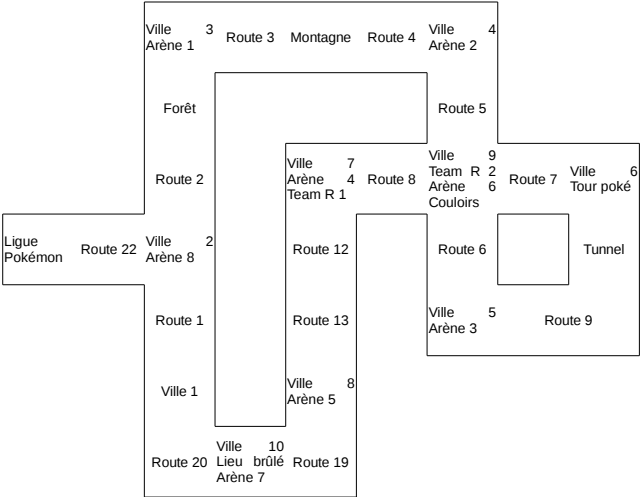 Ville 3
Arène 1
Route 3
Montagne
Route 4
Ville 4
Arène 2
Forêt
Route 5
Route 2
Ville 7
Arène 4
Team R 1
Route 8
Ville 9
Team R 2
Arène 6
Couloirs
Route 7
Ville 6
Tour poké
Ligue
Pokémon
Route 22
Ville 2
Arène 8
Route 12
Route 6
Tunnel
Route 1
Route 13
Ville 5
Arène 3
Route 9
Ville 1
Ville 8
Arène 5
Route 20
Ville 10
Lieu brûlé
Arène 7
Route 19